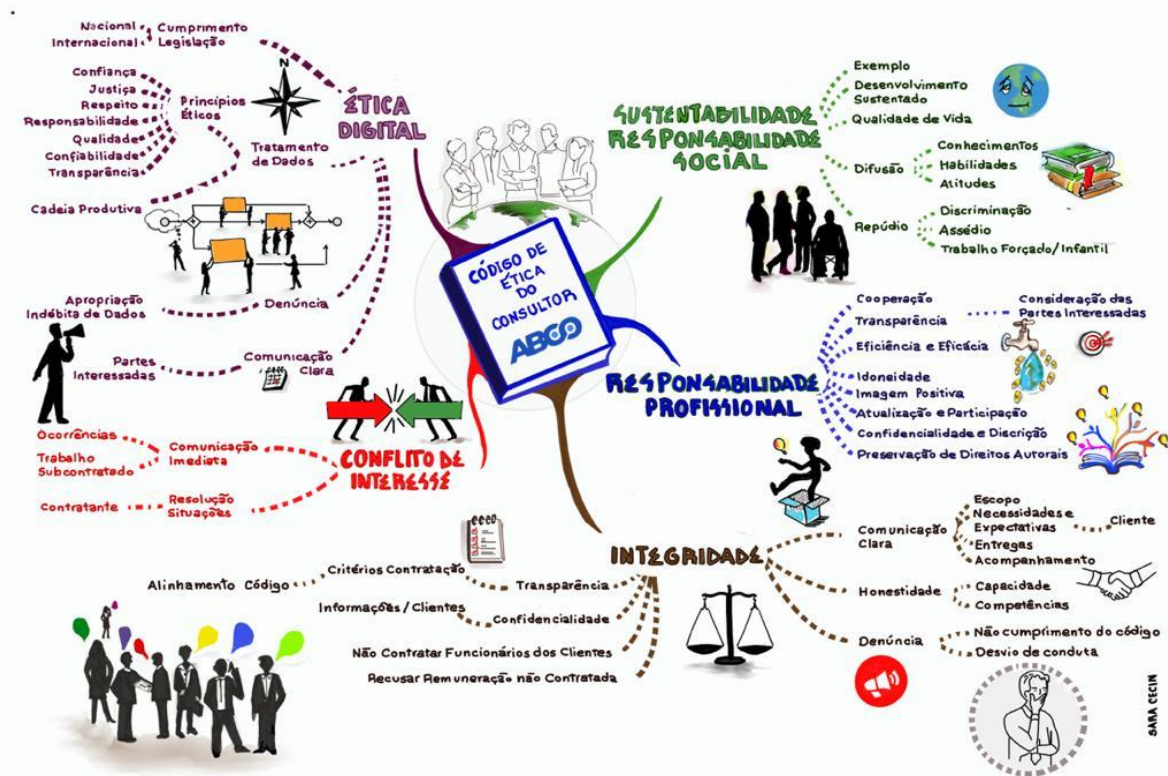 CÓDIGO DE
ÉTICA
DO
CONSULTOR
ABCO
ÉTICA
DIGITAL
Cumprimento
Legislação
Nacional
Internacional
Princípios
Éticos
Confiança
Justiça
Respeito
Responsabilidade
Qualidade
Confiabilidade
Transparência
Tratamento
de Dados
Cadeia Produtiva
Denúncia
Apropriação
Indébita de Dados
Comunicação
Clara
Partes
Interessadas
CONFLITO DE
INTERESSE
Comunicação
Imediata
Ocorrências
Trabalho
Subcontratado
Resolução
Situações
Contratante
SUSTENTABILIDADE
RESPONSABILIDADE
SOCIAL
Exemplo
Desenvolvimento
Sustentado
Qualidade de Vida
Difusão
Conhecimentos
Habilidades
Atitudes
Repúdio
Discriminação
Assédio
Trabalho Forçado/Infantil
RESPONSABILIDADE
PROFISSIONAL
Cooperação
Transparência
Consideração das
Partes Interessadas
Eficiência e Eficácia
Idoneidade
Imagem Positiva
Atualização e Participação
Confidencialidade e Discrição
Preservação de Direitos Autorais
INTEGRIDADE
Comunicação
Clara
Escopo
Necessidades e
Expectativas
Cliente
Entregas
Acompanhamento
Honestidade
Capacidade
Competências
Denúncia
Não cumprimento do código
Desvio de conduta
Transparência
Critérios Contratação
Alinhamento Código
Confidencialidade
Informações / Clientes
Não Contratar Funcionários dos Clientes
Recusar Remuneração não Contratada
SARA CECIN